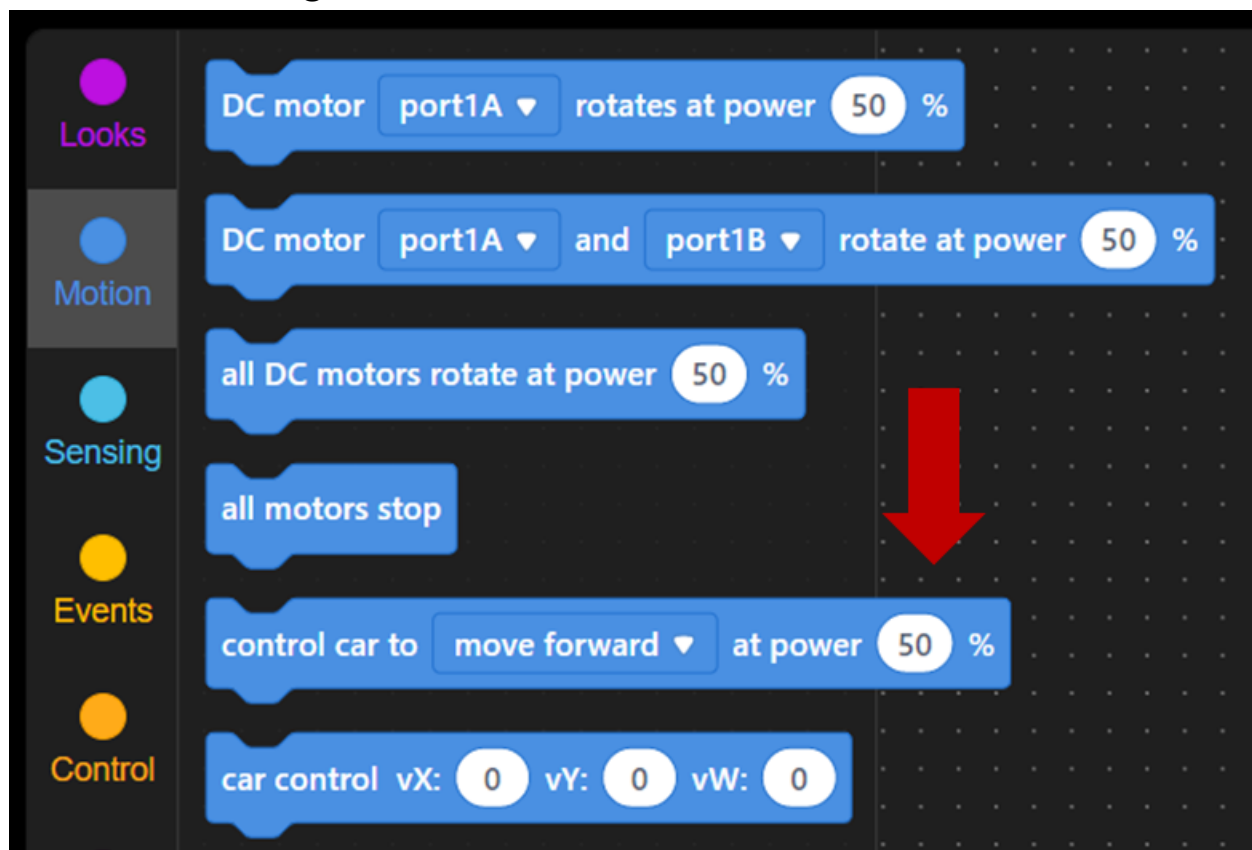 Looks
Motion
Sensing
Events
Control
DC motor port1A ▼ rotates at power 50 %
DC motor port1A ▼ and port1B ▼ rotate at power 50 %
all DC motors rotate at power 50 %
all motors stop
control car to move forward ▼ at power 50 %
car control vX: 0 vY: 0 vW: 0